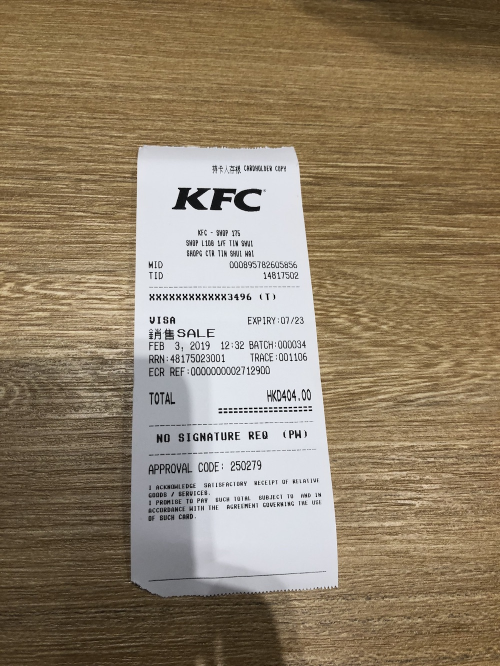 持卡人存根 CARDHOLDER COPY
KFC
KFC - SHOP 175
SHOP L108 1/F TIN SHUI
SHOPG CTR TIN SHUI WAI
MID 000895782605856
TID 14817502
XXXXXXXXXXXX3496 (T)
VISA EXPIRY:07/23
銷售SALE
FEB 3, 2019 12:32 BATCH:000034
RRN:48175023001 TRACE:001106
ECR REF:0000000002712900
TOTAL HKD404.00
NO SIGNATURE REQ (PW)
APPROVAL CODE: 250279
I ACKNOWLEDGE SATISFACTORY RECEIPT OF RELATIVE
GOODS / SERVICES.
I PROMISE TO PAY SUCH TOTAL SUBJECT TO AND IN
ACCORDANCE WITH THE AGREEMENT GOVERNING THE USE
OF SUCH CARD.